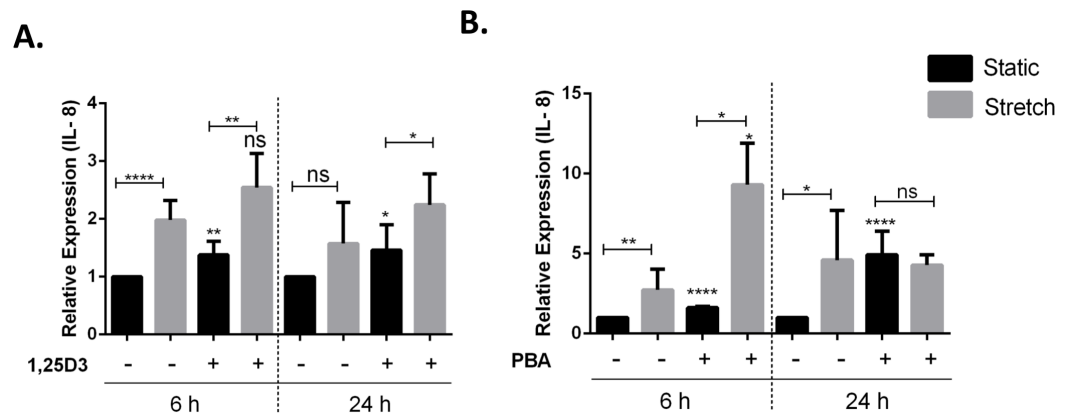 A.
Relative Expression (IL- 8)
4
3
2
1
0
****
**
**
ns
ns
*
*
1,25D3 - - + + - - + +
6 h 24 h
B.
Relative Expression (IL- 8)
15
10
5
0
**
****
*
*
*
****
ns
PBA - - + + - - + +
6 h 24 h
Static
Stretch